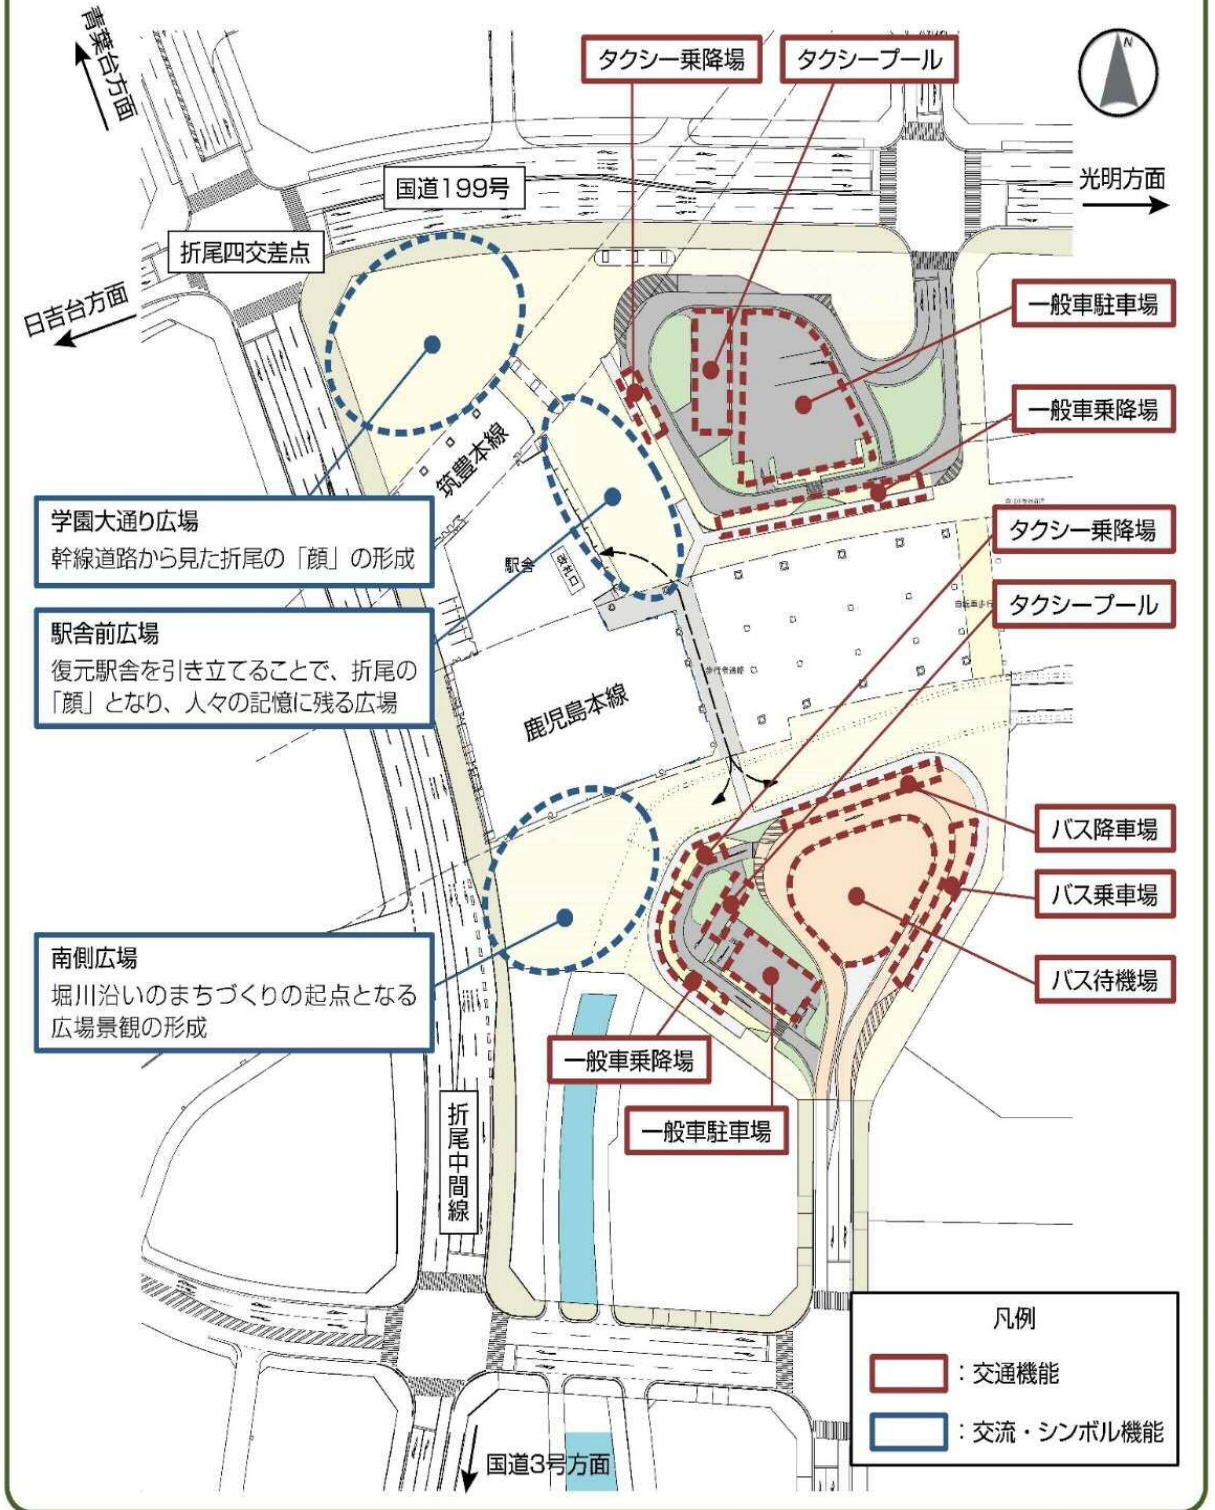 青葉台方面
タクシー乗降場
タクシープール
N
国道199号
光明方面
折尾四交差点
日吉台方面
一般車駐車場
一般車乗降場
筑豊本線
学園大通り広場
幹線道路から見た折尾の「顔」の形成
タクシー乗降場
駅舎
改札口
タクシープール
駅舎前広場
復元駅舎を引き立てることで、折尾の
「顔」となり、人々の記憶に残る広場
歩行者通路
鹿児島本線
バス降車場
バス乗車場
南側広場
堀川沿いのまちづくりの起点となる
広場景観の形成
バス待機場
一般車乗降場
一般車駐車場
折尾中間線
凡例
：交通機能
：交流・シンボル機能
国道3号方面